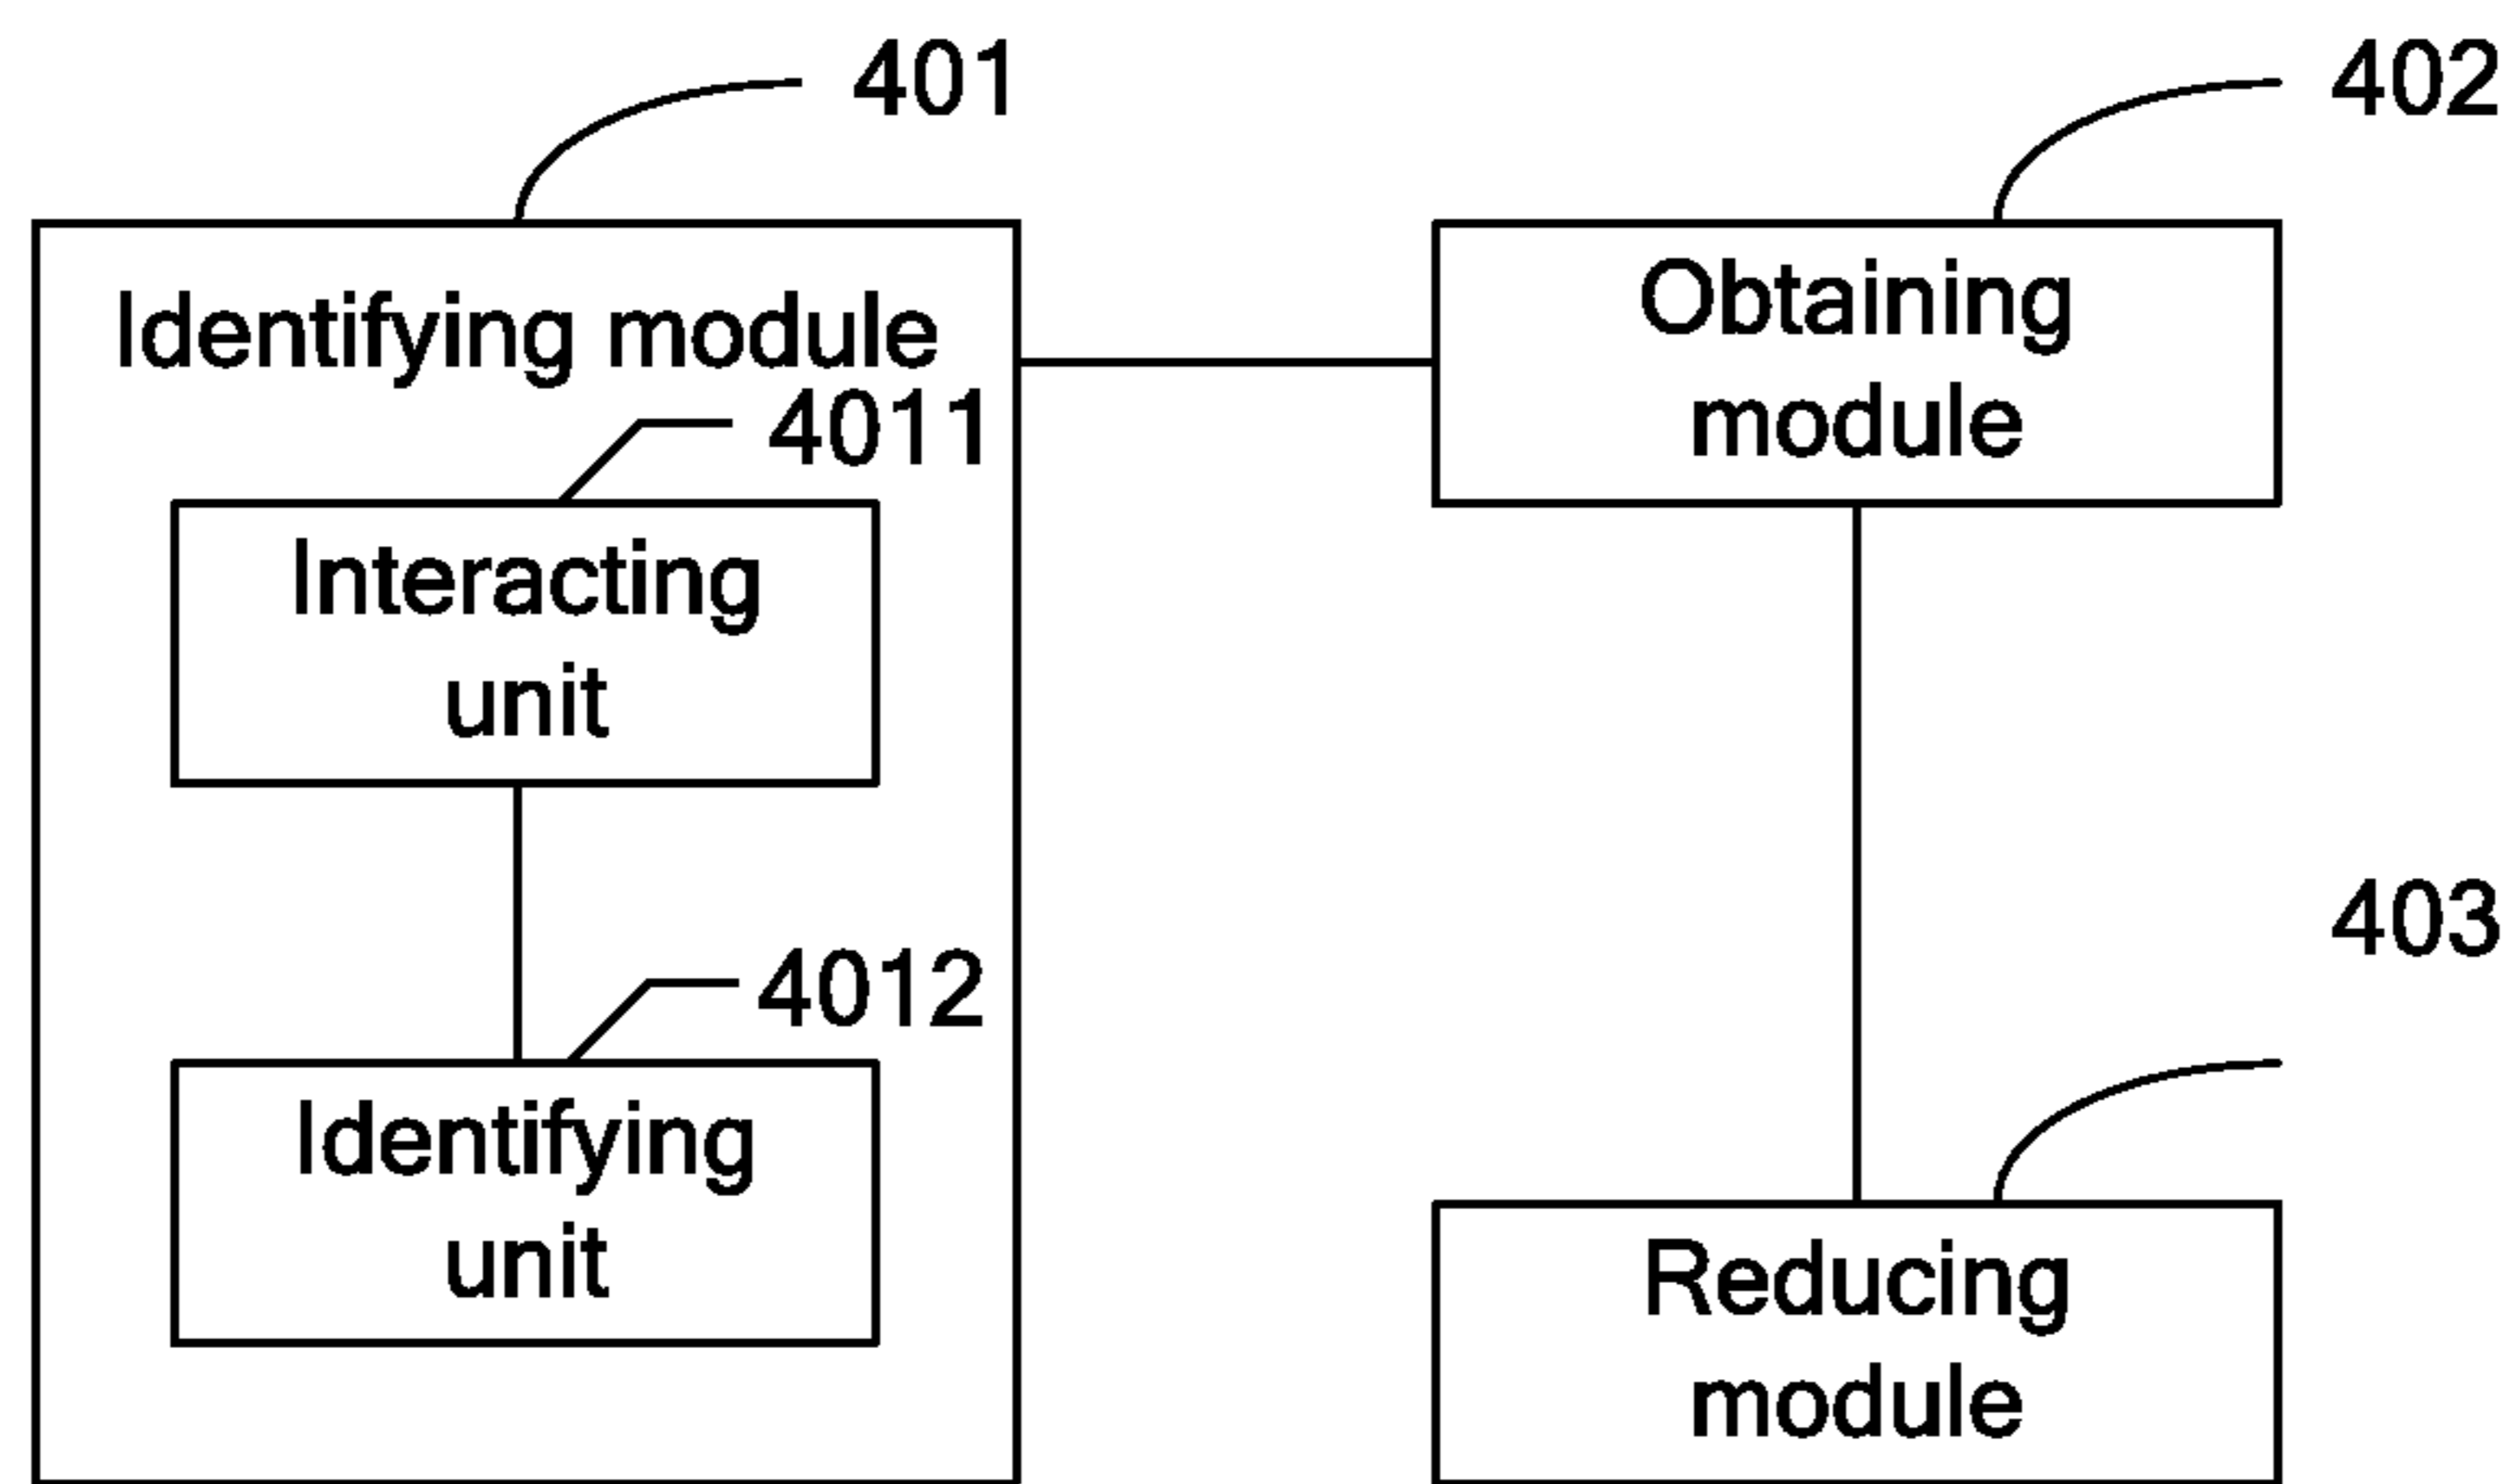 401
402
Identifying module
4011
Interacting
unit
4012
Identifying
unit
Obtaining
module
403
Reducing
module